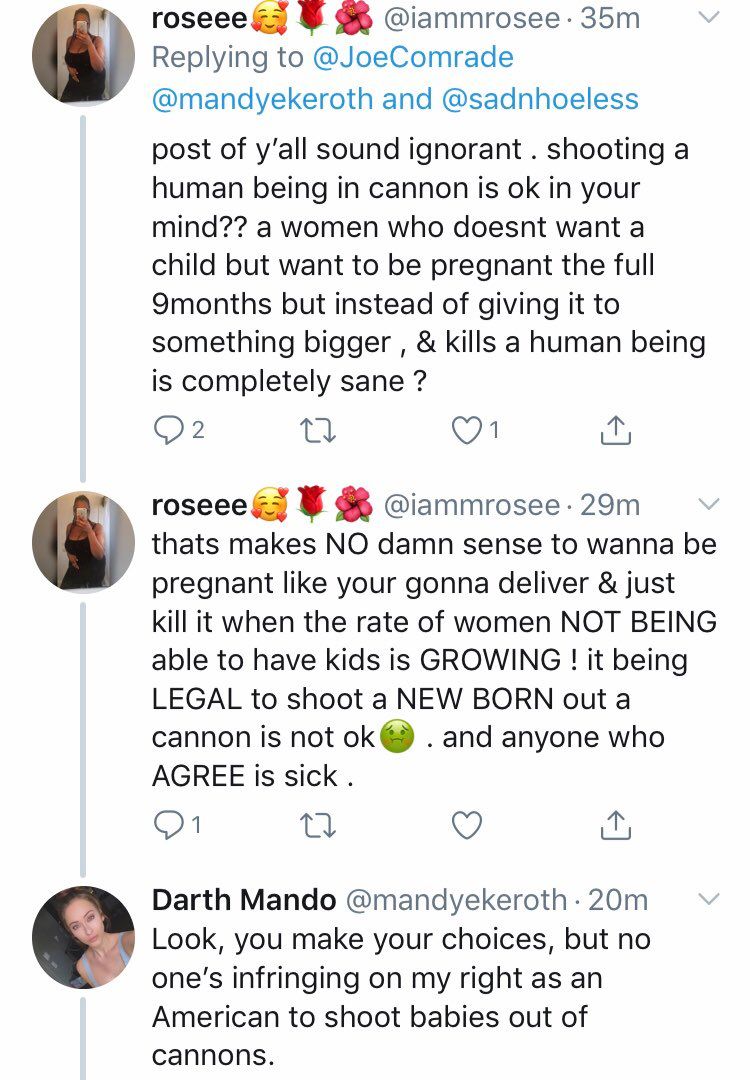 roseee🥰🌹🌺 @iammrosee · 35m
Replying to @JoeComrade
@mandyekeroth and @sadnhoeless
post of y’all sound ignorant . shooting a
human being in cannon is ok in your
mind?? a women who doesnt want a
child but want to be pregnant the full
9months but instead of giving it to
something bigger , & kills a human being
is completely sane ?
2 1
roseee🥰🌹🌺 @iammrosee · 29m
thats makes NO damn sense to wanna be
pregnant like your gonna deliver & just
kill it when the rate of women NOT BEING
able to have kids is GROWING ! it being
LEGAL to shoot a NEW BORN out a
cannon is not ok🤢 . and anyone who
AGREE is sick .
1
Darth Mando @mandyekeroth · 20m
Look, you make your choices, but no
one’s infringing on my right as an
American to shoot babies out of
cannons.